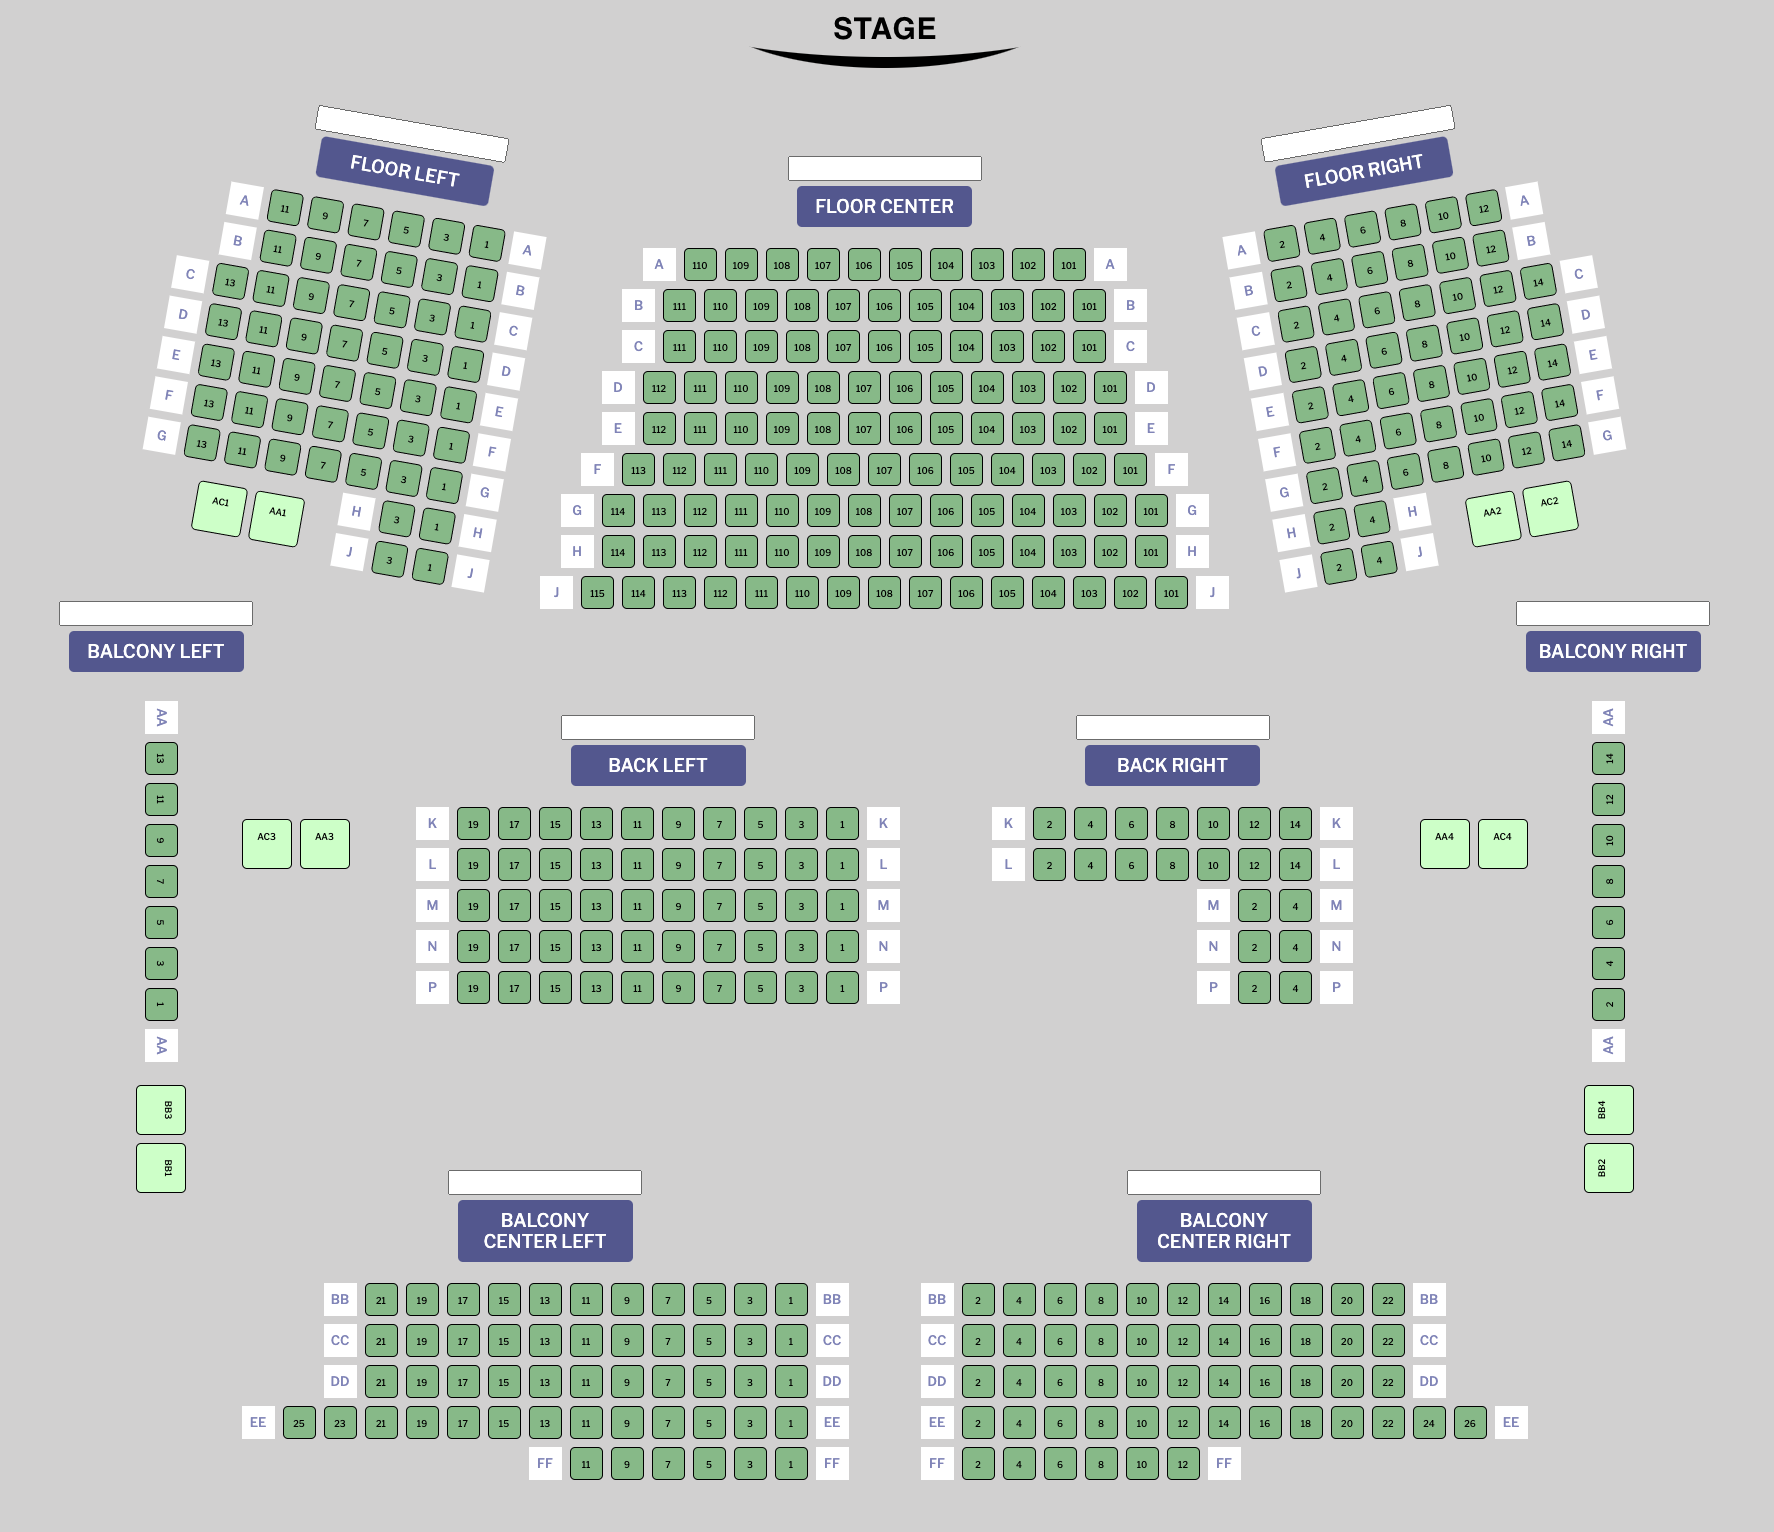 STAGE
FLOOR LEFT
A 11 9 7 5 3 1 A
B 11 9 7 5 3 1 B
C 13 11 9 7 5 3 1 C
D 13 11 9 7 5 3 1 D
E 13 11 9 7 5 3 1 E
F 13 11 9 7 5 3 1 F
G 13 11 9 7 5 3 1 G
AC1 AA1
H 3 1 H
J 3 1 J
FLOOR CENTER
A 110 109 108 107 106 105 104 103 102 101 A
B 111 110 109 108 107 106 105 104 103 102 101 B
C 111 110 109 108 107 106 105 104 103 102 101 C
D 112 111 110 109 108 107 106 105 104 103 102 101 D
E 112 111 110 109 108 107 106 105 104 103 102 101 E
F 113 112 111 110 109 108 107 106 105 104 103 102 101 F
G 114 113 112 111 110 109 108 107 106 105 104 103 102 101 G
H 114 113 112 111 110 109 108 107 106 105 104 103 102 101 H
J 115 114 113 112 111 110 109 108 107 106 105 104 103 102 101 J
FLOOR RIGHT
A 2 4 6 8 10 12 A
B 2 4 6 8 10 12 B
C 2 4 6 8 10 12 14 C
D 2 4 6 8 10 12 14 D
E 2 4 6 8 10 12 14 E
F 2 4 6 8 10 12 14 F
G 2 4 6 8 10 12 14 G
H 2 4 H
J 2 4 J
AA2 AC2
BALCONY LEFT
AA
13
11
9
7
5
3
1
AA
BB3
BB1
AC3 AA3
BACK LEFT
K 19 17 15 13 11 9 7 5 3 1 K
L 19 17 15 13 11 9 7 5 3 1 L
M 19 17 15 13 11 9 7 5 3 1 M
N 19 17 15 13 11 9 7 5 3 1 N
P 19 17 15 13 11 9 7 5 3 1 P
BACK RIGHT
K 2 4 6 8 10 12 14 K
L 2 4 6 8 10 12 14 L
M 2 4 M
N 2 4 N
P 2 4 P
AA4 AC4
BALCONY RIGHT
AA
14
12
10
8
6
4
2
AA
BB4
BB2
BALCONY
CENTER LEFT
BB 21 19 17 15 13 11 9 7 5 3 1 BB
CC 21 19 17 15 13 11 9 7 5 3 1 CC
DD 21 19 17 15 13 11 9 7 5 3 1 DD
EE 25 23 21 19 17 15 13 11 9 7 5 3 1 EE
FF 11 9 7 5 3 1 FF
BALCONY
CENTER RIGHT
BB 2 4 6 8 10 12 14 16 18 20 22 BB
CC 2 4 6 8 10 12 14 16 18 20 22 CC
DD 2 4 6 8 10 12 14 16 18 20 22 DD
EE 2 4 6 8 10 12 14 16 18 20 22 24 26 EE
FF 2 4 6 8 10 12 FF